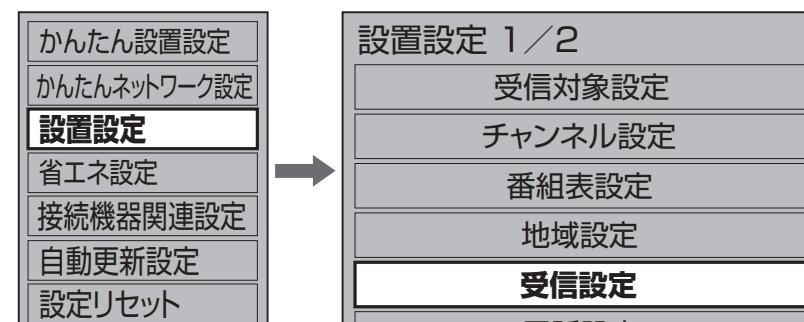 かんたん設置設定
かんたんネットワーク設定
設置設定
省エネ設定
接続機器関連設定
自動更新設定
設定リセット
設置設定 1／2
受信対象設定
チャンネル設定
番組表設定
地域設定
受信設定